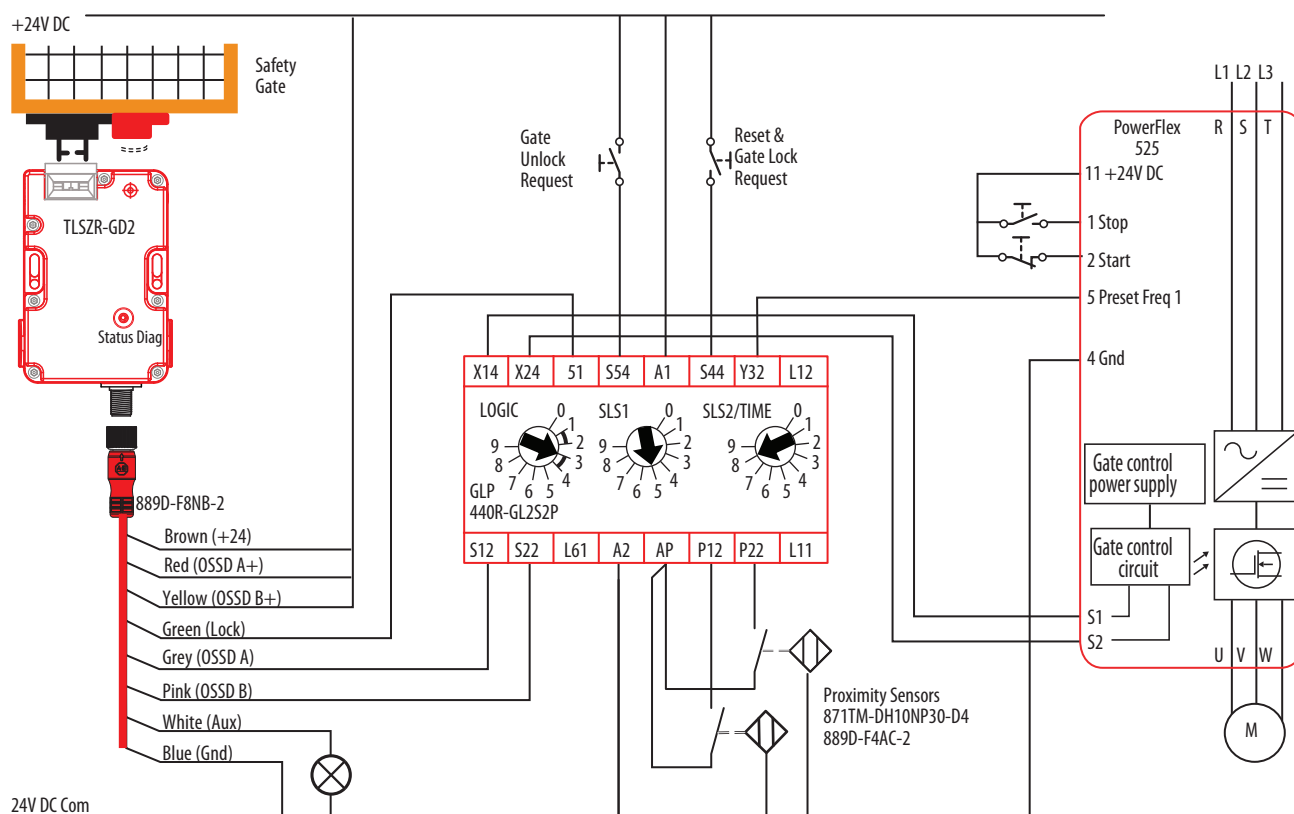 +24V DC
Safety
Gate
L1 L2 L3
Gate
Unlock
Request
Reset &
Gate Lock
Request
PowerFlex
525
R S T
11 +24V DC
TLSZR-GD2
1 Stop
2 Start
5 Preset Freq 1
Status Diag
4 Gnd
X14 X24 51 S54 A1 S44 Y32 L12
LOGIC SLS1 SLS2/TIME
0 1 2 3 4 5 6 7 8 9
0 1 2 3 4 5 6 7 8 9
0 1 2 3 4 5 6 7 8 9
GLP
440R-GL2S2P
S12 S22 L61 A2 AP P12 P22 L11
Gate control
power supply
Gate control
circuit
S1
S2
U V W
M
AB
889D-F8NB-2
Brown (+24)
Red (OSSD A+)
Yellow (OSSD B+)
Green (Lock)
Grey (OSSD A)
Pink (OSSD B)
White (Aux)
Blue (Gnd)
Proximity Sensors
871TM-DH10NP30-D4
889D-F4AC-2
24V DC Com